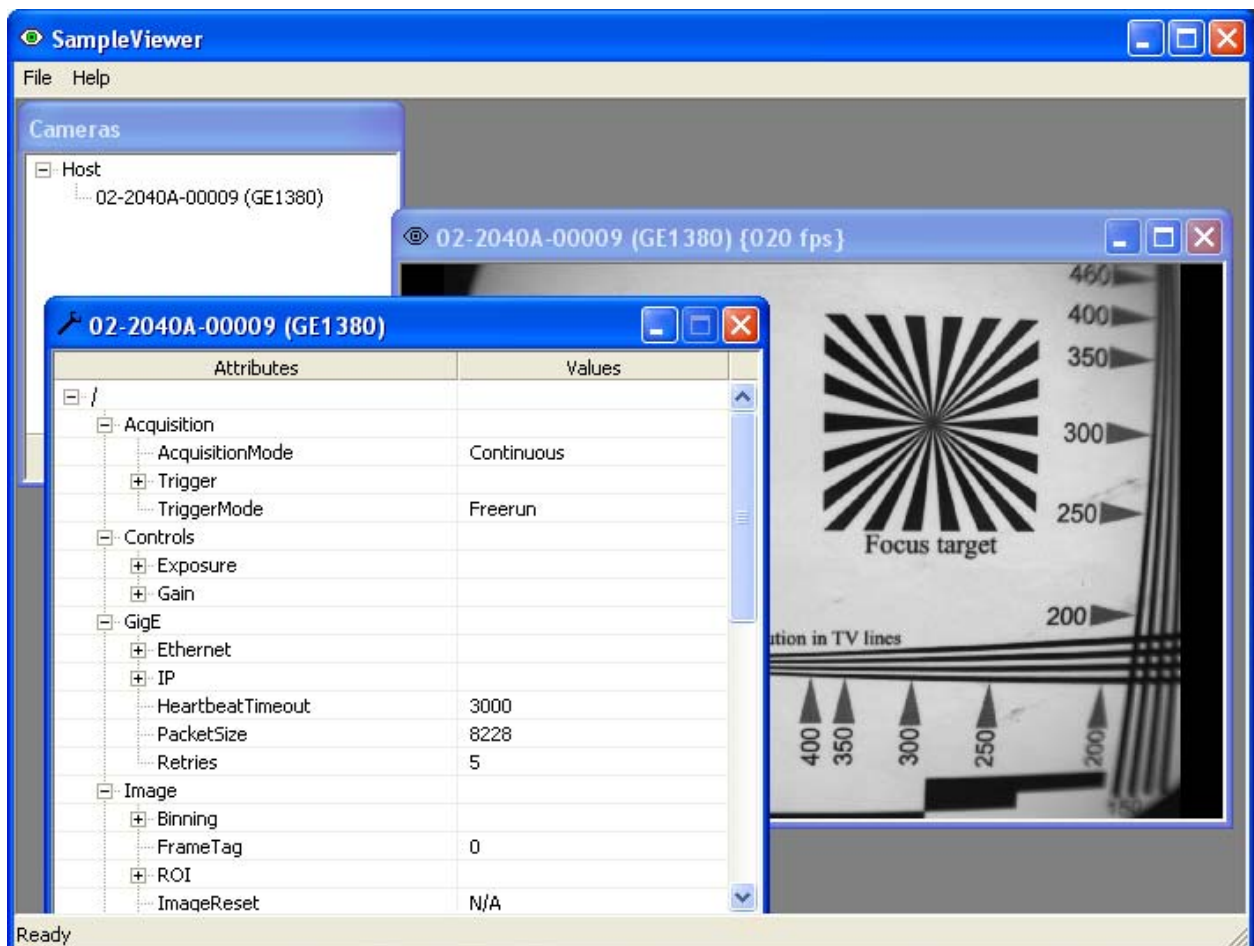 SampleViewer
File Help
Cameras
Host
02-2040A-00009 (GE1380)
02-2040A-00009 (GE1380) {020 fps}
460
400
350
300
250
200
Focus target
ution in TV lines
400 350 300 250 200
150
02-2040A-00009 (GE1380)
Attributes Values
/
Acquisition
AcquisitionMode Continuous
Trigger
TriggerMode Freerun
Controls
Exposure
Gain
GigE
Ethernet
IP
HeartbeatTimeout 3000
PacketSize 8228
Retries 5
Image
Binning
FrameTag 0
ROI
ImageReset N/A
Ready